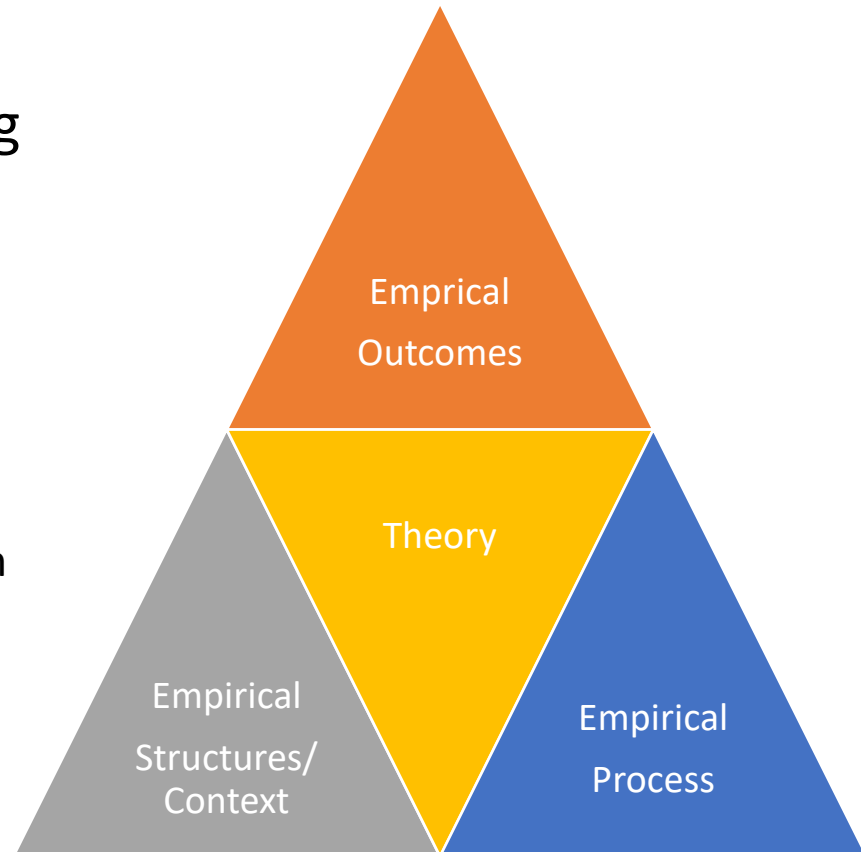 g
Emprical
Outcomes
Theory
n
Empirical
Structures/
Context
Empirical
Process